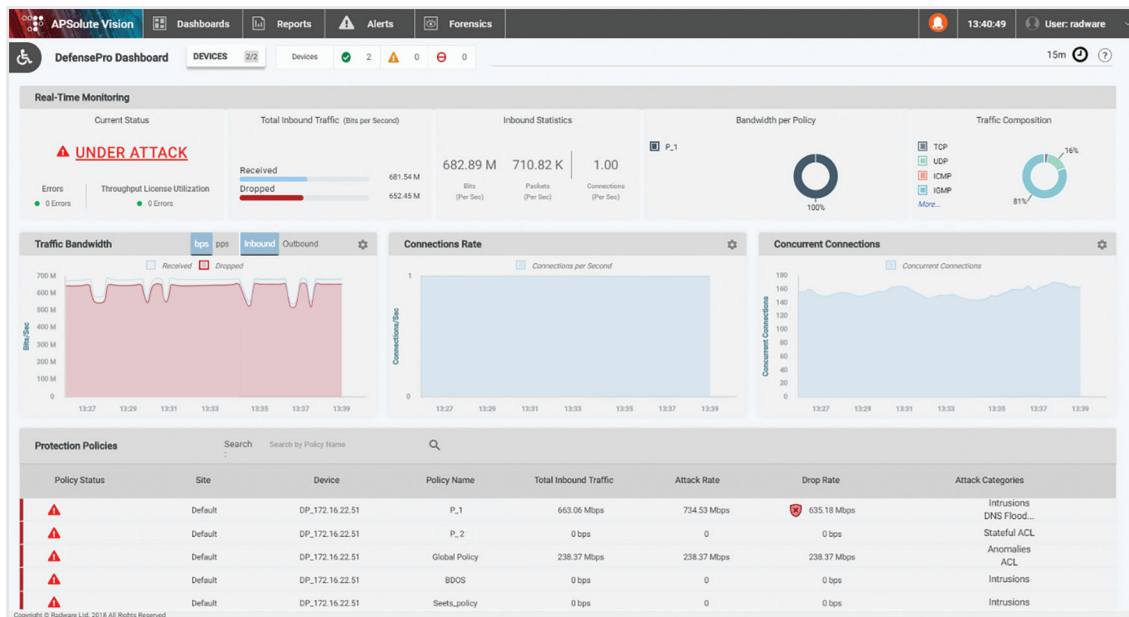 APSolute Vision Dashboards Reports Alerts Forensics 13:40:49 User: radware
DefensePro Dashboard DEVICES 2/2 Devices 2 0 0 15m ?
Real-Time Monitoring
Current Status Total Inbound Traffic (Bits per Second) Inbound Statistics Bandwidth per Policy Traffic Composition
UNDER ATTACK
Errors Throughput License Utilization
0 Errors 0 Errors
Received 681.54 M
Dropped 652.45 M
682.89 M 710.82 K 1.00
Bits Packets Connections
(Per Sec) (Per Sec) (Per Sec)
P_1
100%
TCP
UDP
ICMP
IGMP
More...
16%
81%
Traffic Bandwidth bps pps Inbound Outbound
Received Dropped
700 M
600 M
500 M
400 M
300 M
200 M
100 M
0
Bits/Sec
13:27 13:29 13:31 13:33 13:35 13:37 13:39
Connections Rate
Connections per Second
1
0
Connections/Sec
13:27 13:29 13:31 13:33 13:35 13:37 13:39
Concurrent Connections
Concurrent Connections
180
160
140
120
100
80
60
40
20
0
Concurrent Connections
13:27 13:29 13:31 13:33 13:35 13:37 13:39
Protection Policies Search : Search by Policy Name
Policy Status Site Device Policy Name Total Inbound Traffic Attack Rate Drop Rate Attack Categories
Default DP_172.16.22.51 P_1 663.06 Mbps 734.53 Mbps 635.18 Mbps Intrusions
DNS Flood...
Default DP_172.16.22.51 P_2 0 bps 0 0 bps Stateful ACL
Default DP_172.16.22.51 Global Policy 238.37 Mbps 238.37 Mbps 238.37 Mbps Anomalies
ACL
Default DP_172.16.22.51 BDOS 0 bps 0 0 bps Intrusions
Default DP_172.16.22.51 Seets_policy 0 bps 0 0 bps Intrusions
Copyright © Radware Ltd. 2018 All Rights Reserved